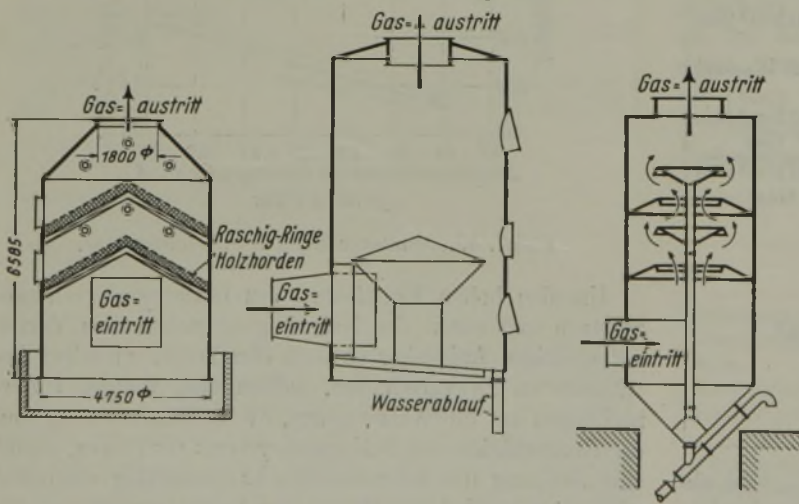 Gas= austritt
1800 Φ
6585
Raschig-Ringe
Holzhorden
Gas=
eintritt
4750 Φ
Gas= austritt
Gas=
eintritt
Wasserablauf
Gas= austritt
Gas=
eintritt